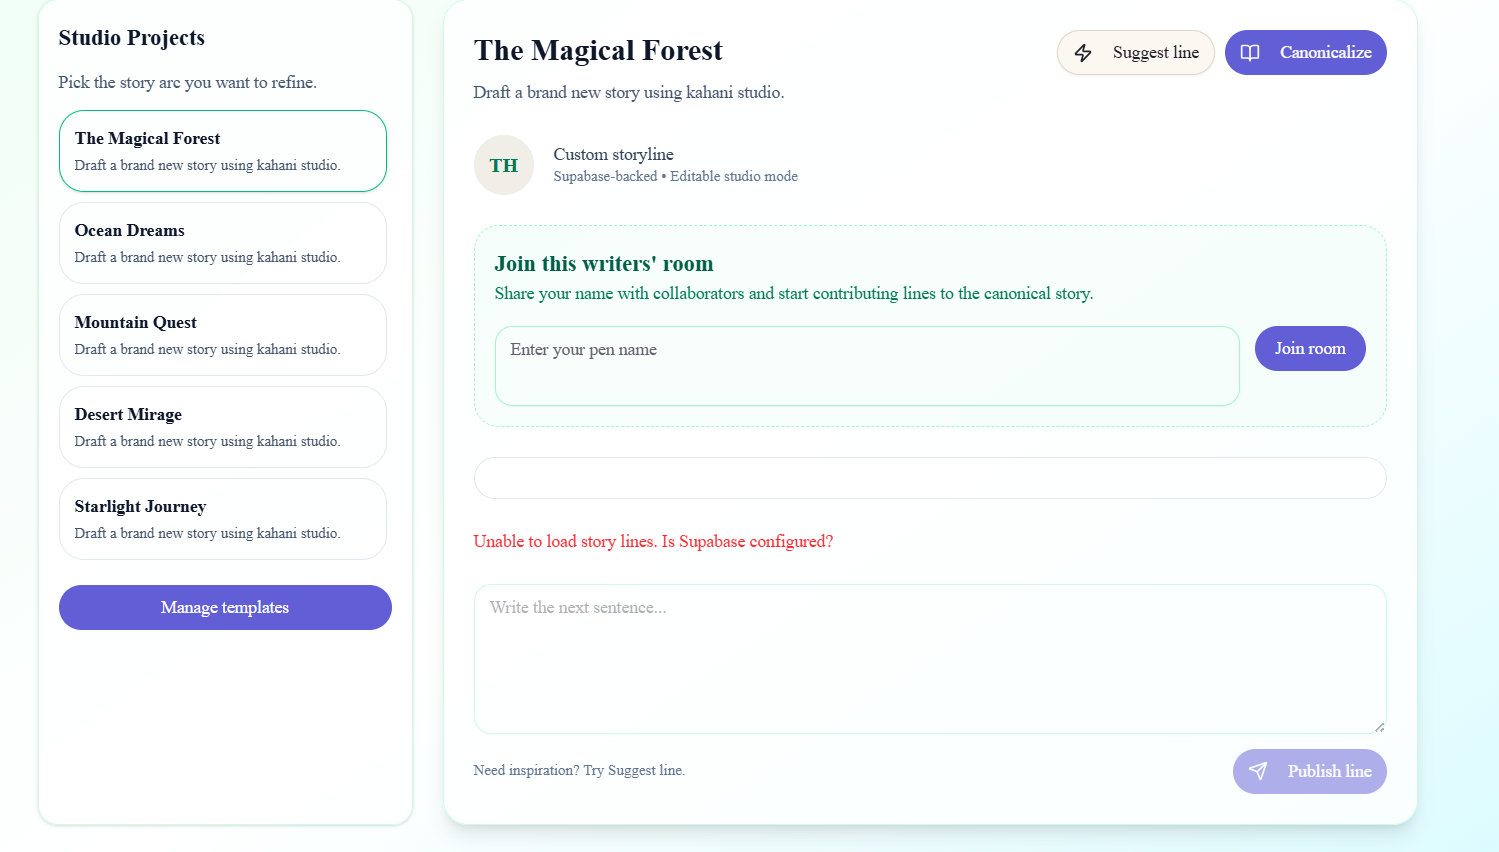 Studio Projects
Pick the story arc you want to refine.
The Magical Forest
Draft a brand new story using kahani studio.
Ocean Dreams
Draft a brand new story using kahani studio.
Mountain Quest
Draft a brand new story using kahani studio.
Desert Mirage
Draft a brand new story using kahani studio.
Starlight Journey
Draft a brand new story using kahani studio.
Manage templates
The Magical Forest
Suggest line
Canonicalize
Draft a brand new story using kahani studio.
TH
Custom storyline
Supabase-backed • Editable studio mode
Join this writers' room
Share your name with collaborators and start contributing lines to the canonical story.
Enter your pen name
Join room
Unable to load story lines. Is Supabase configured?
Write the next sentence...
Need inspiration? Try Suggest line.
Publish line